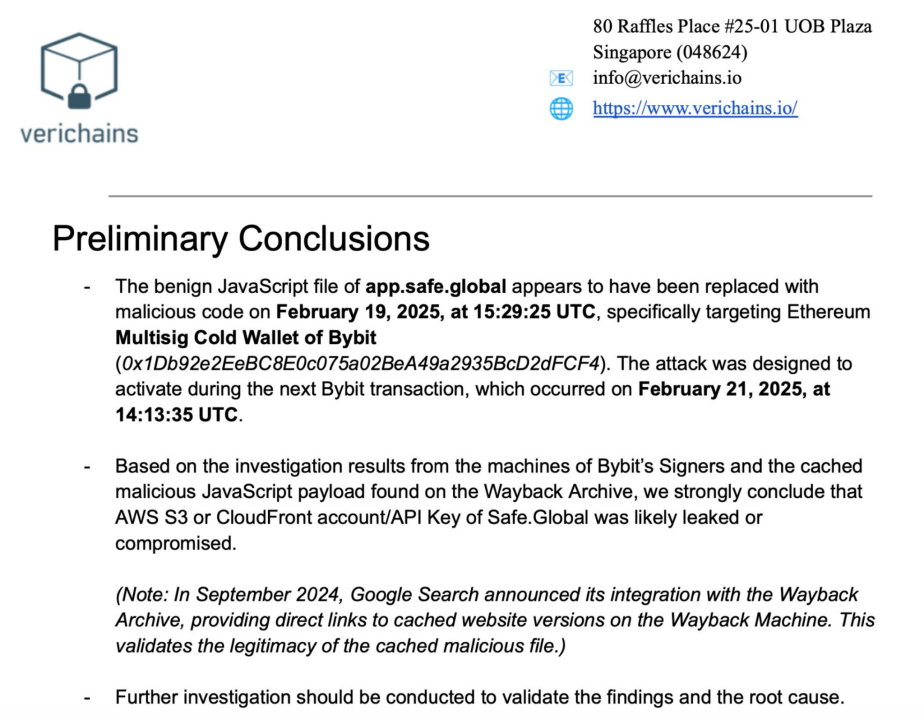 80 Raffles Place #25-01 UOB Plaza
Singapore (048624)
info@verichains.io
https://www.verichains.io/
verichains
Preliminary Conclusions
- The benign JavaScript file of app.safe.global appears to have been replaced with
malicious code on February 19, 2025, at 15:29:25 UTC, specifically targeting Ethereum
Multisig Cold Wallet of Bybit
(0x1Db92e2EeBC8E0c075a02BeA49a2935BcD2dFCF4). The attack was designed to
activate during the next Bybit transaction, which occurred on February 21, 2025, at
14:13:35 UTC.
- Based on the investigation results from the machines of Bybit's Signers and the cached
malicious JavaScript payload found on the Wayback Archive, we strongly conclude that
AWS S3 or CloudFront account/API Key of Safe.Global was likely leaked or
compromised.
(Note: In September 2024, Google Search announced its integration with the Wayback
Archive, providing direct links to cached website versions on the Wayback Machine. This
validates the legitimacy of the cached malicious file.)
- Further investigation should be conducted to validate the findings and the root cause.